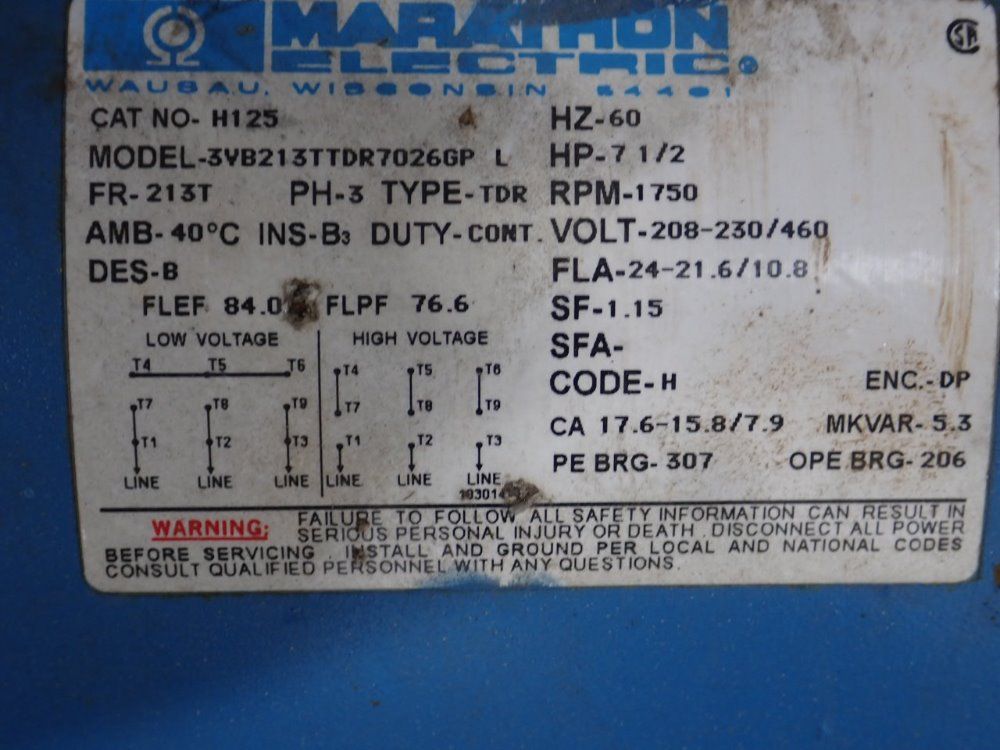 MARATHON
ELECTRIC®
WAUSAU, WISCONSIN 54401
SA
CAT NO- H125
HZ-60
MODEL-3VB213TTDR7026GP L
HP-7 1/2
FR- 213T PH-3 TYPE-TDR
RPM-1750
AMB- 40°C INS-B3 DUTY-CONT.
VOLT-208-230/460
DES-B
FLA-24-21.6/10.8
FLEF 84.0 FLPF 76.6
SF-1.15
LOW VOLTAGE HIGH VOLTAGE
SFA-
T4 T5 T6 T4 T5 T6
CODE-H ENC.-DP
T7 T8 T9 T7 T8 T9
CA 17.6-15.8/7.9 MKVAR- 5.3
T1 T2 T3 T1 T2 T3
PE BRG- 307 OPE BRG- 206
LINE LINE LINE LINE LINE LINE
WARNING: FAILURE TO FOLLOW ALL SAFETY INFORMATION CAN RESULT IN
SERIOUS PERSONAL INJURY OR DEATH. DISCONNECT ALL POWER
BEFORE SERVICING. INSTALL AND GROUND PER LOCAL AND NATIONAL CODES
CONSULT QUALIFIED PERSONNEL WITH ANY QUESTIONS.